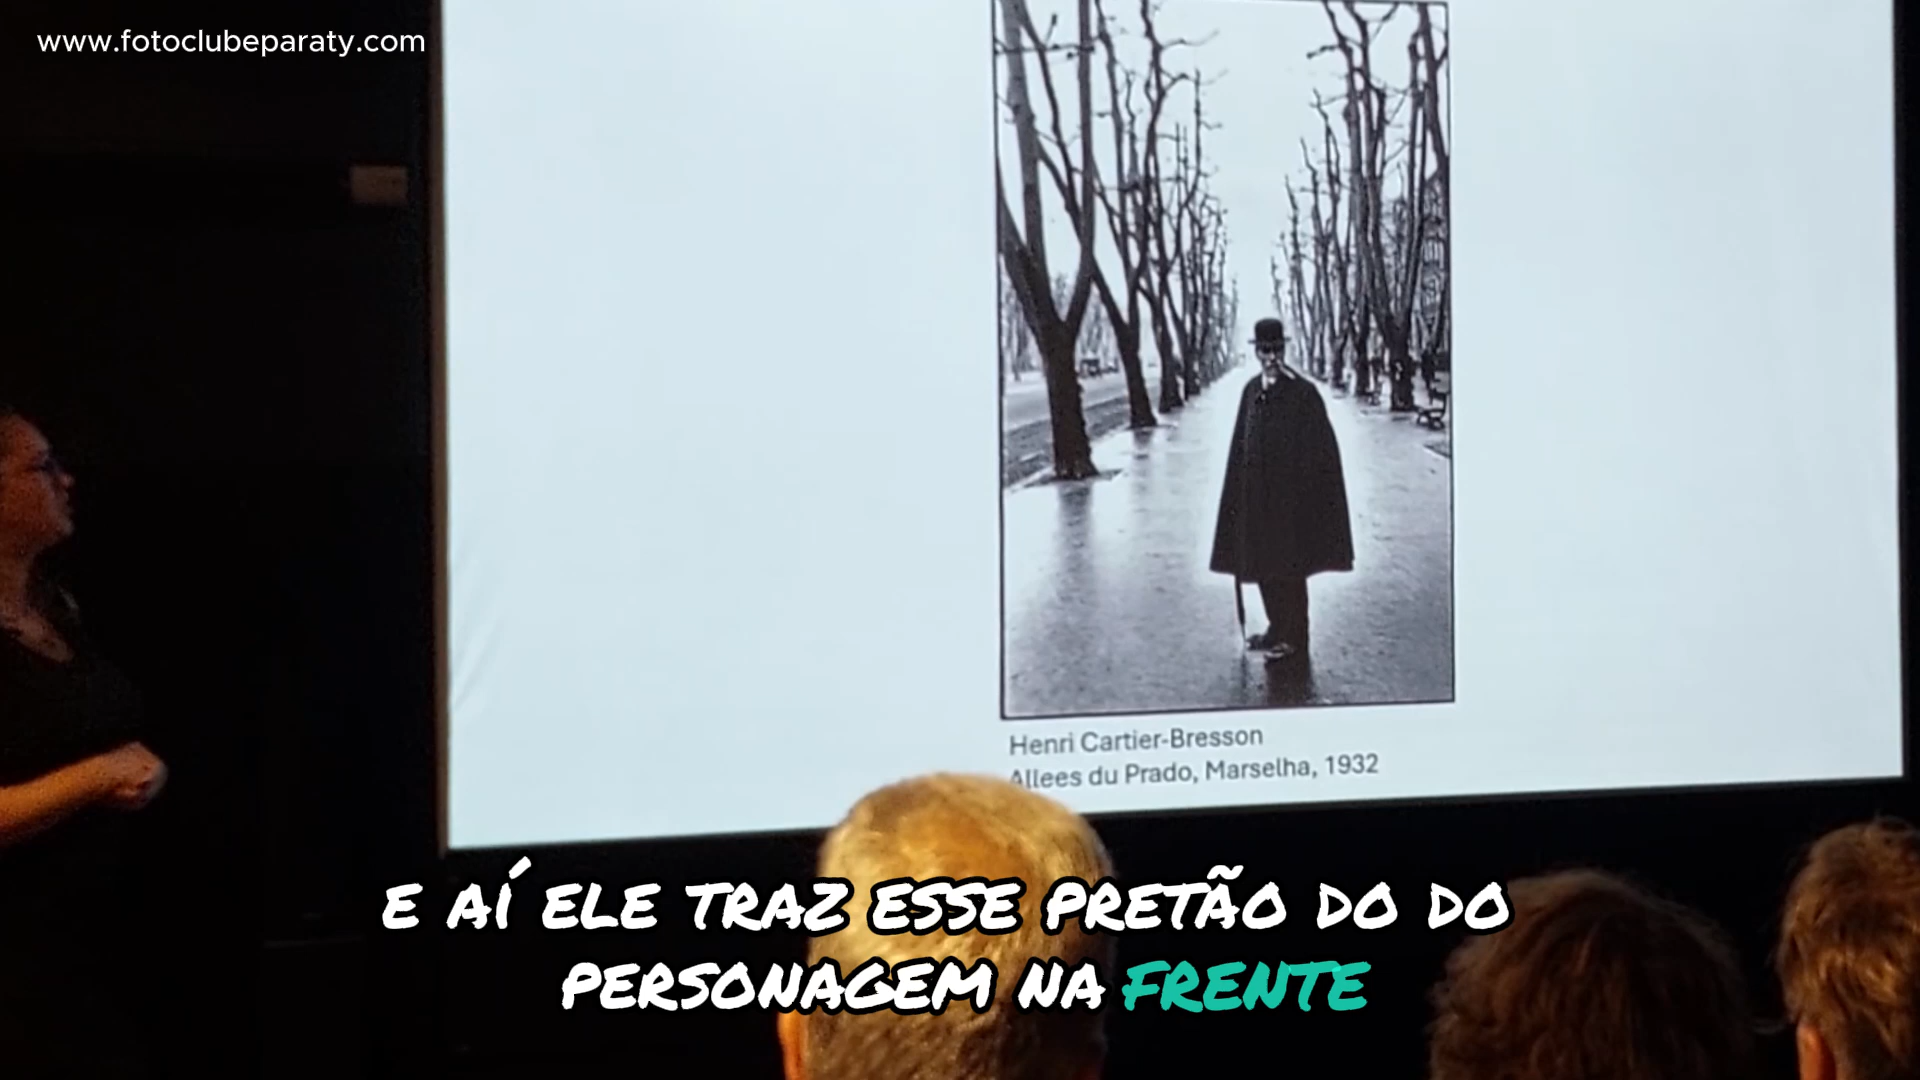 www.fotoclubeparaty.com
Henri Cartier-Bresson
Allees du Prado, Marselha, 1932
E AÍ ELE TRAZ ESSE PRETÃO DO DO
PERSONAGEM NA FRENTE